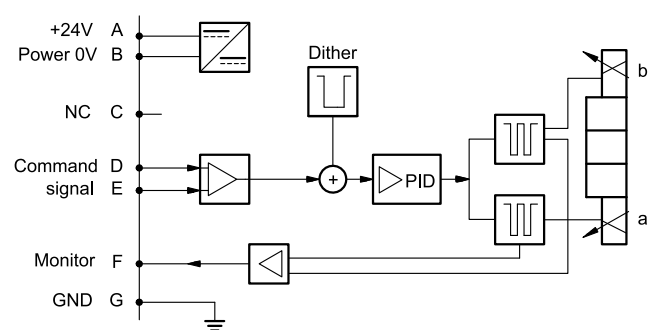 +24V A
Power 0V B
Dither
b
NC C
Command D
signal E
PID
a
Monitor F
GND G